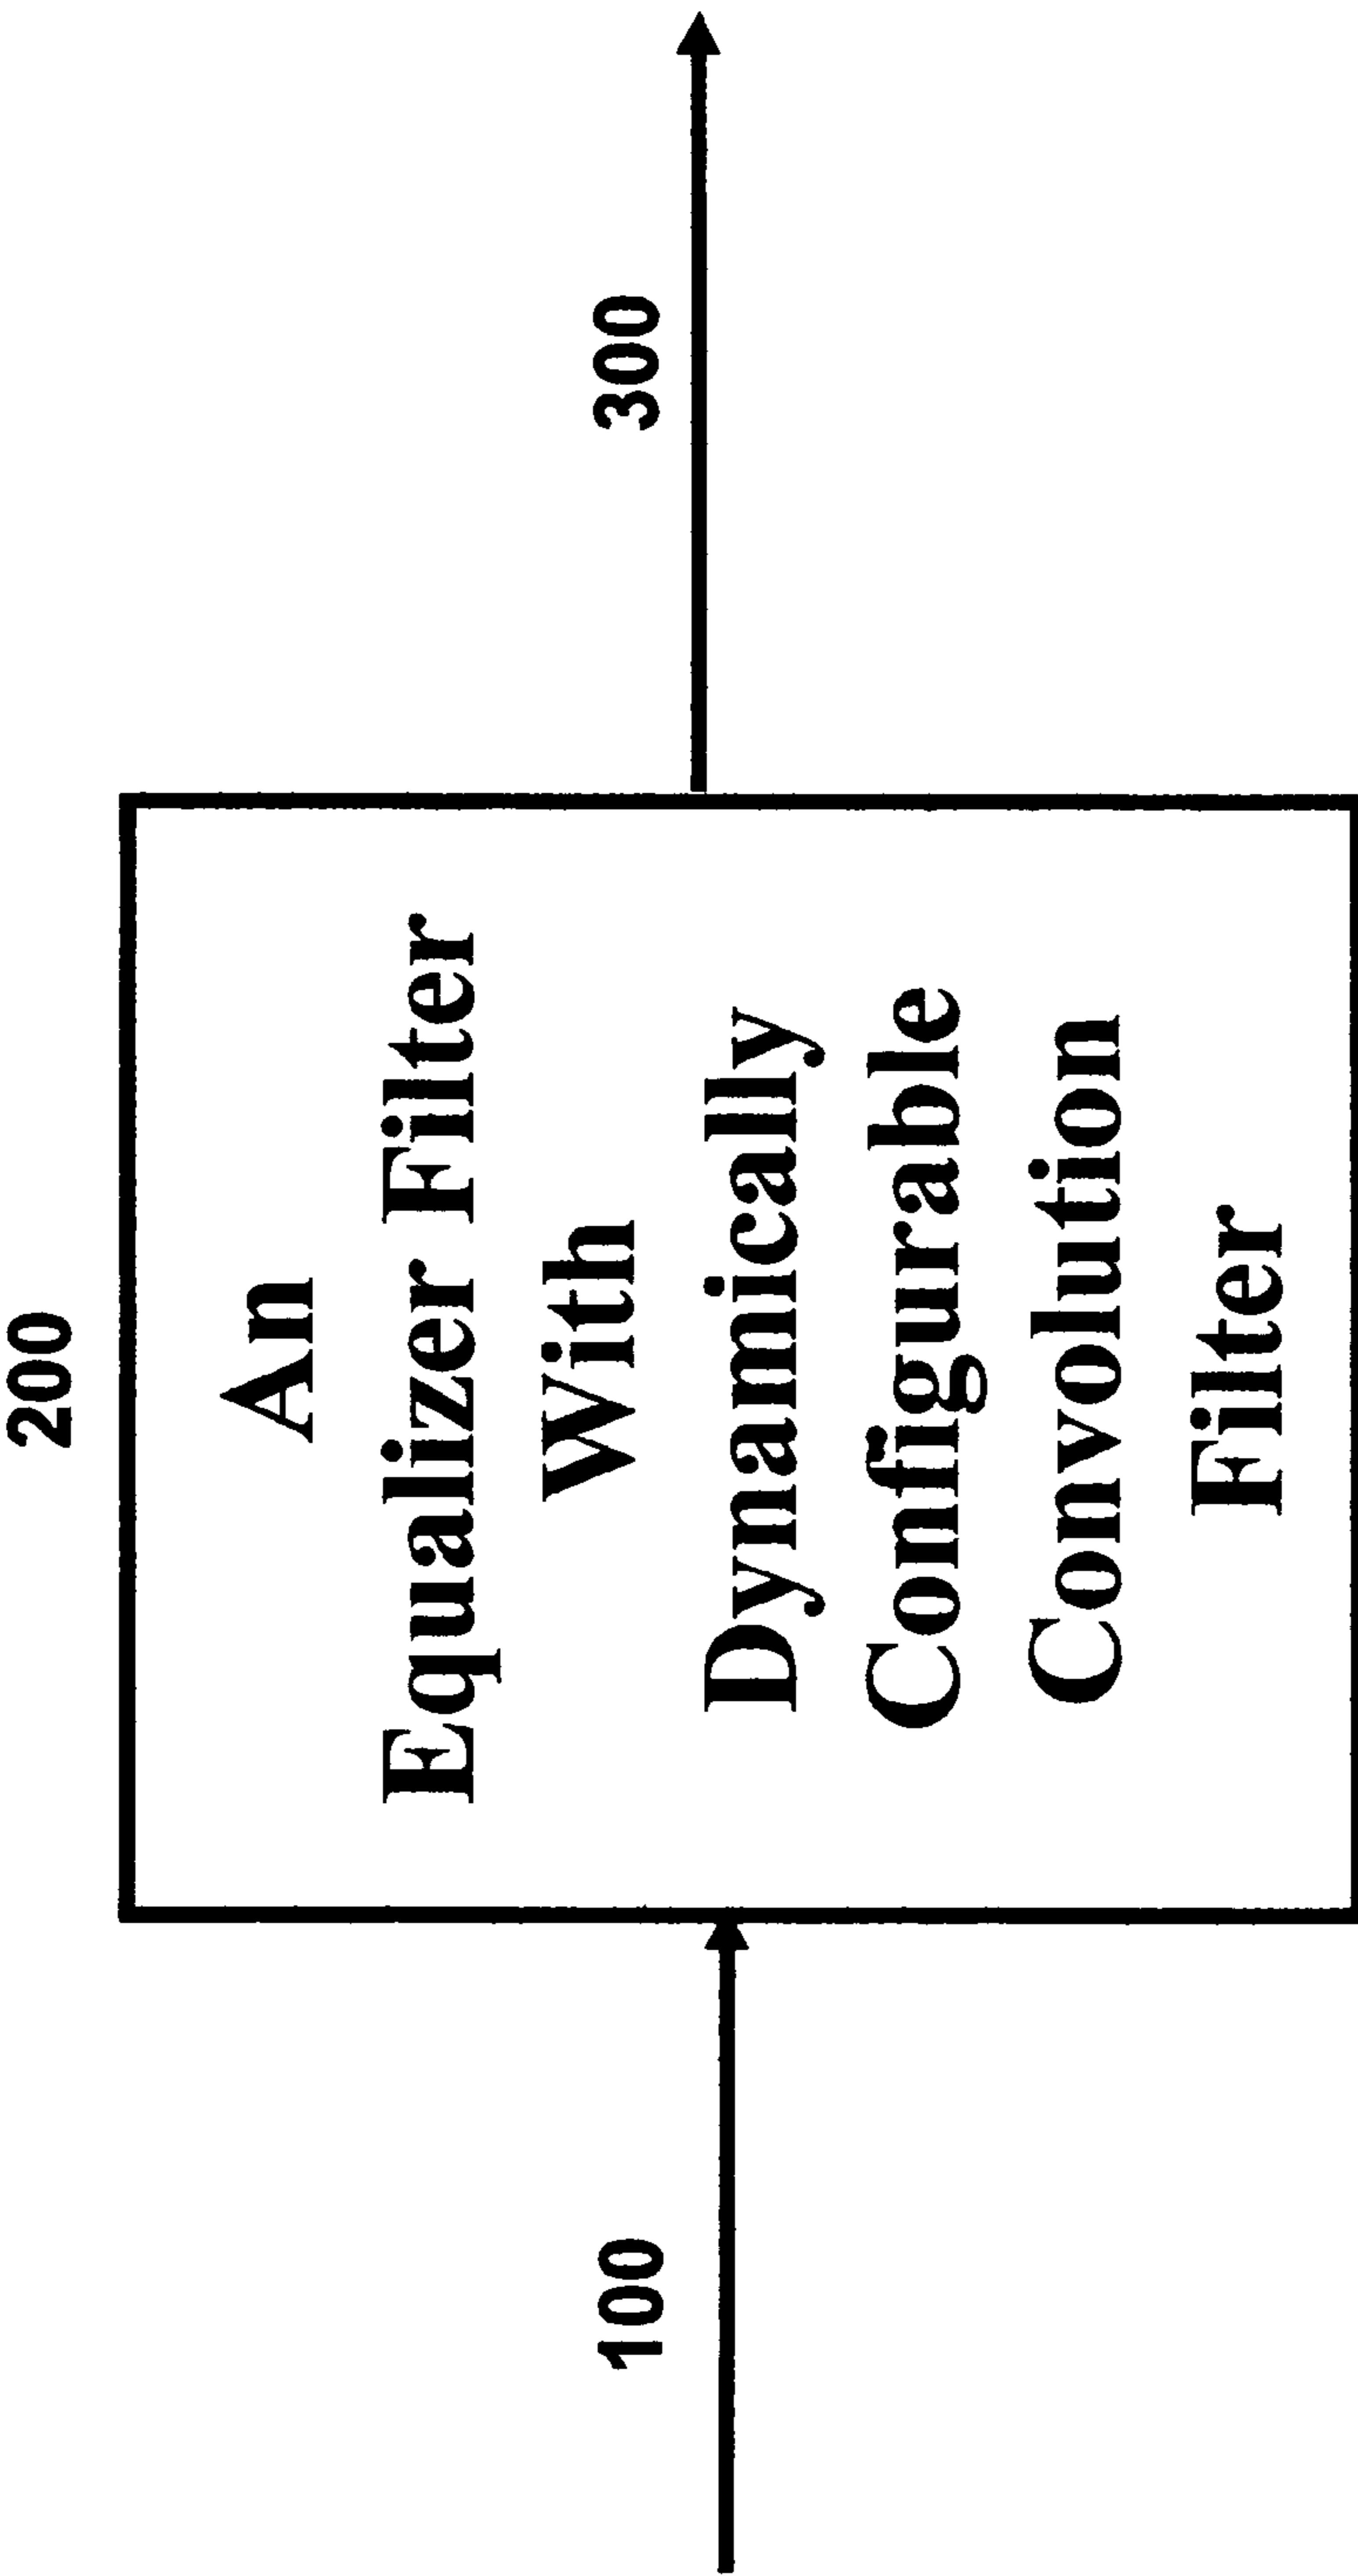 200
An
Equalizer Filter
With
Dynamically
Configurable
Convolution
Filter
100
300